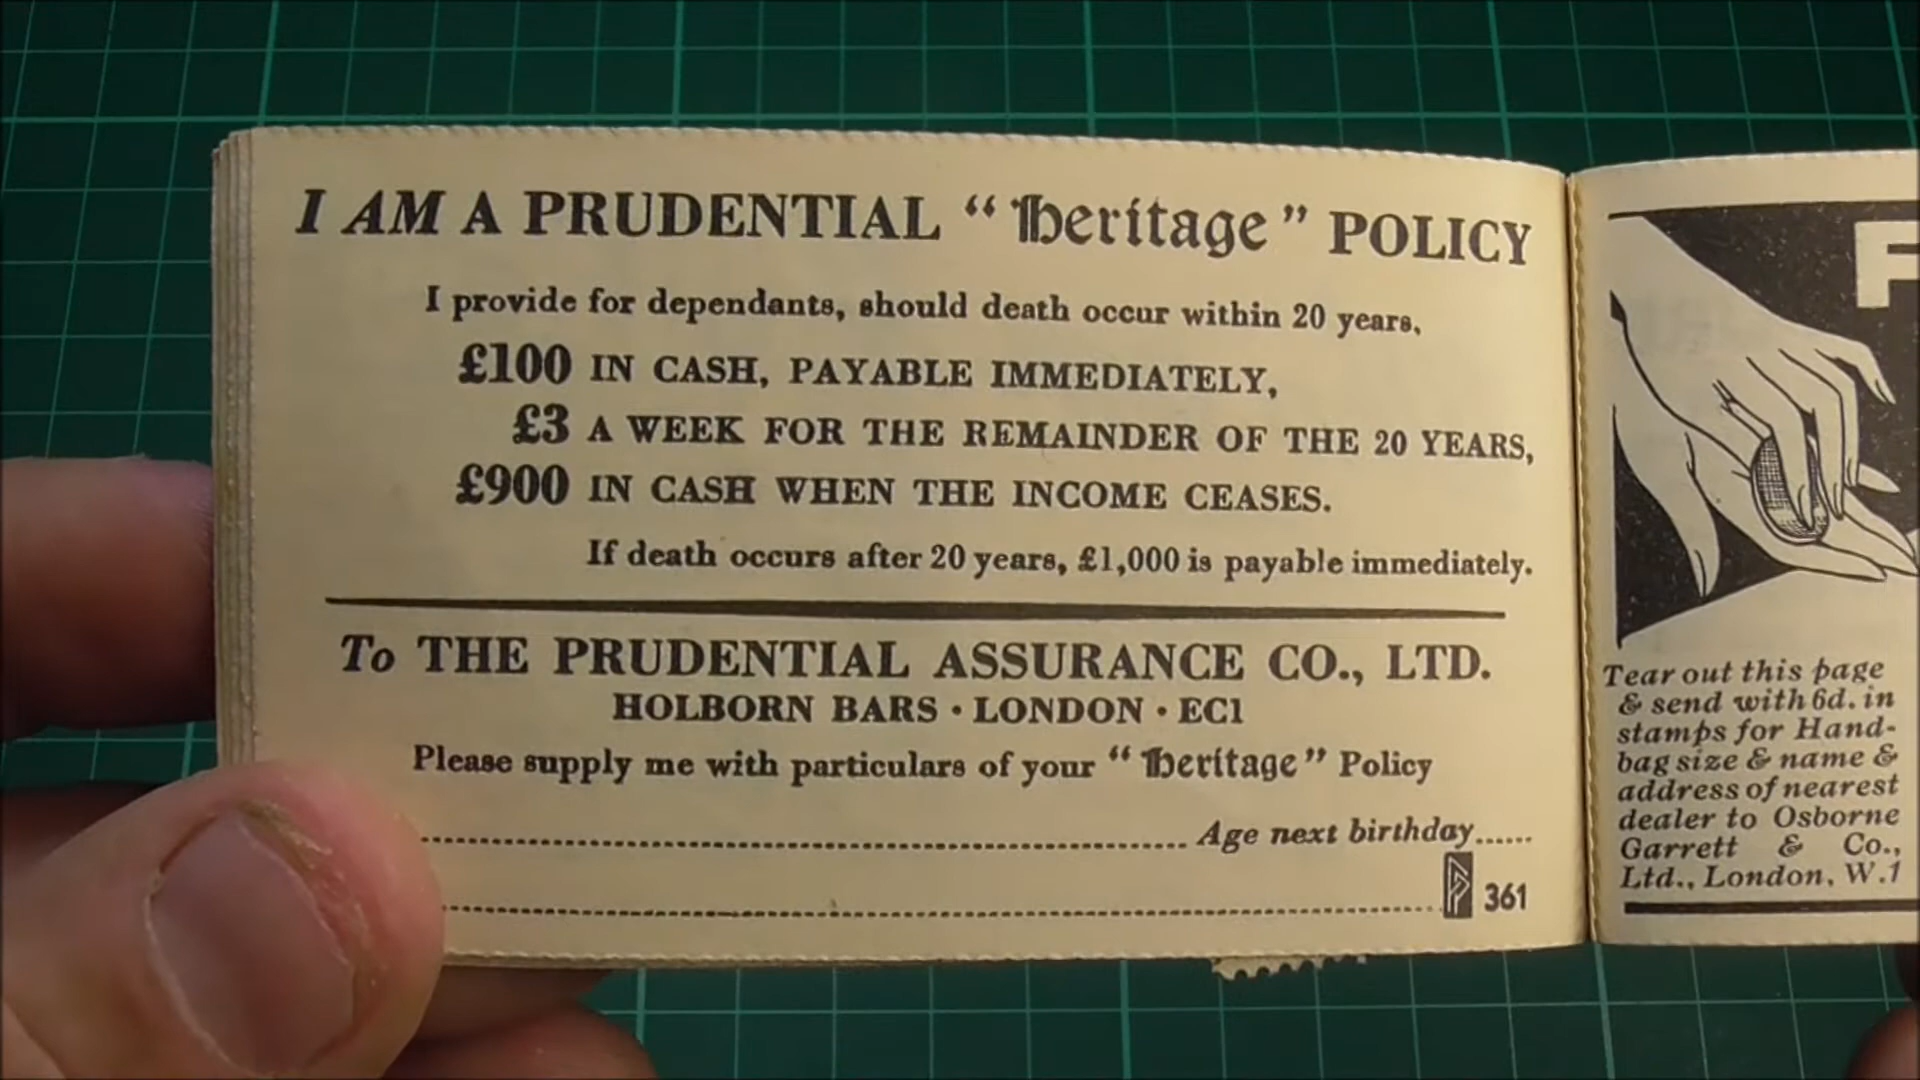 I AM A PRUDENTIAL “Heritage” POLICY
I provide for dependants, should death occur within 20 years,
£100 IN CASH, PAYABLE IMMEDIATELY,
£3 A WEEK FOR THE REMAINDER OF THE 20 YEARS,
£900 IN CASH WHEN THE INCOME CEASES.
If death occurs after 20 years, £1,000 is payable immediately.
To THE PRUDENTIAL ASSURANCE CO., LTD.
HOLBORN BARS · LONDON · EC1
Please supply me with particulars of your “Heritage” Policy
Age next birthday......
361
Tear out this page
& send with 6d. in
stamps for Hand-
bag size & name &
address of nearest
dealer to Osborne
Garrett & Co.,
Ltd., London, W.1